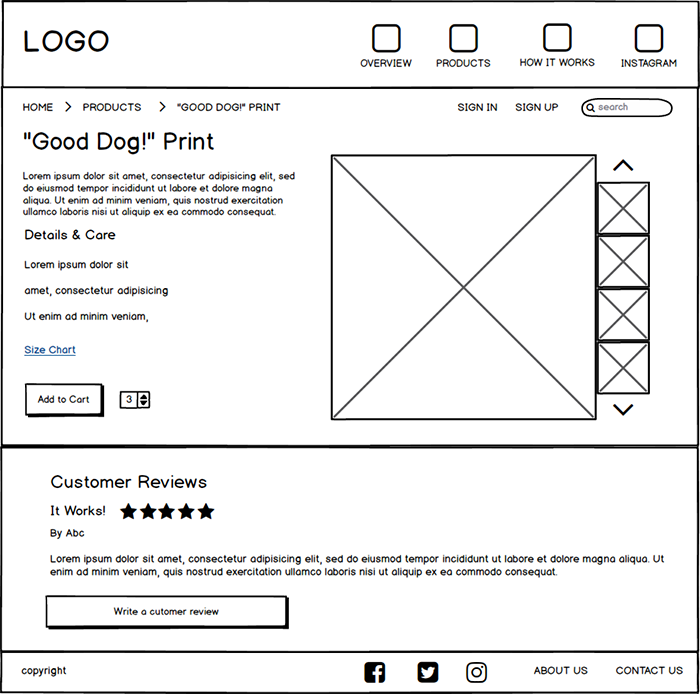 LOGO
OVERVIEW
PRODUCTS
HOW IT WORKS
INSTAGRAM
HOME PRODUCTS "GOOD DOG!" PRINT
SIGN IN SIGN UP search
"Good Dog!" Print
Lorem ipsum dolor sit amet, consectetur adipisicing elit, sed
do eiusmod tempor incididunt ut labore et dolore magna
aliqua. Ut enim ad minim veniam, quis nostrud exercitation
ullamco laboris nisi ut aliquip ex ea commodo consequat.
Details & Care
Lorem ipsum dolor sit
amet, consectetur adipisicing
Ut enim ad minim veniam,
Size Chart
Add to Cart 3
Customer Reviews
It Works!
By Abc
Lorem ipsum dolor sit amet, consectetur adipisicing elit, sed do eiusmod tempor incididunt ut labore et dolore magna aliqua. Ut
enim ad minim veniam, quis nostrud exercitation ullamco laboris nisi ut aliquip ex ea commodo consequat.
Write a cutomer review
copyright
ABOUT US CONTACT US